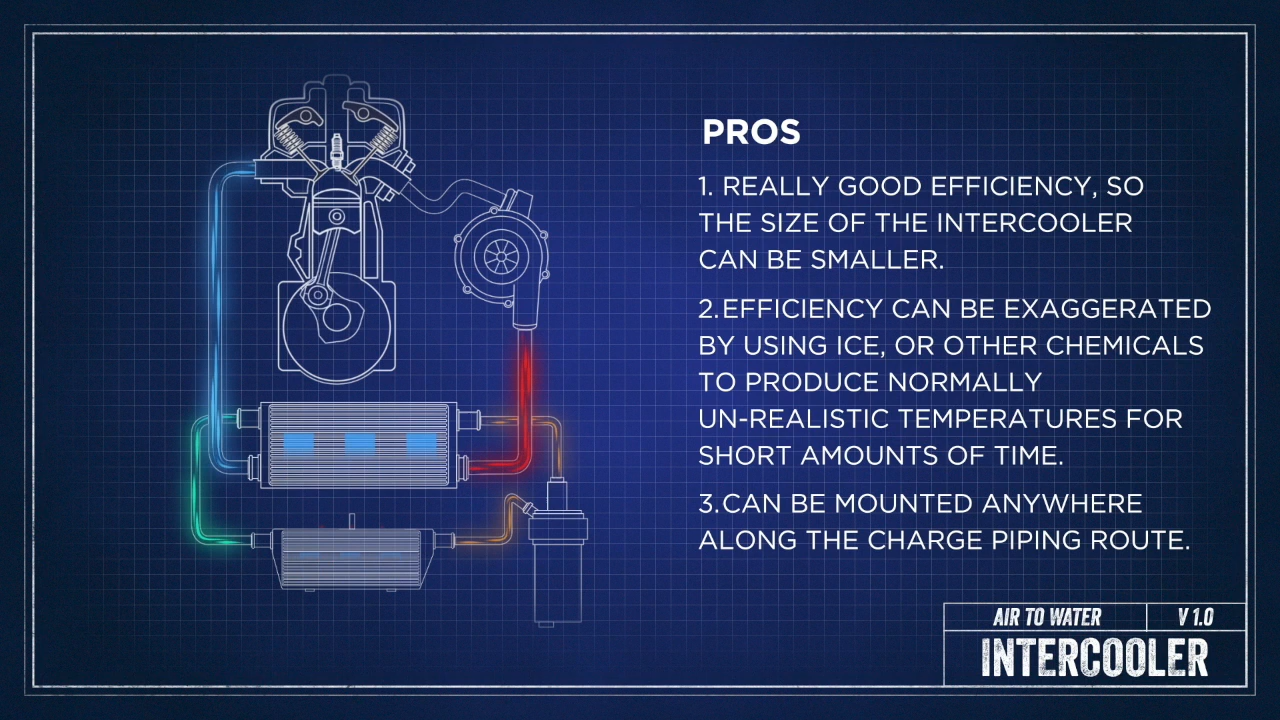 PROS
1. REALLY GOOD EFFICIENCY, SO
THE SIZE OF THE INTERCOOLER
CAN BE SMALLER.
2.EFFICIENCY CAN BE EXAGGERATED
BY USING ICE, OR OTHER CHEMICALS
TO PRODUCE NORMALLY
UN-REALISTIC TEMPERATURES FOR
SHORT AMOUNTS OF TIME.
3.CAN BE MOUNTED ANYWHERE
ALONG THE CHARGE PIPING ROUTE.
AIR TO WATER
V 1.0
INTERCOOLER